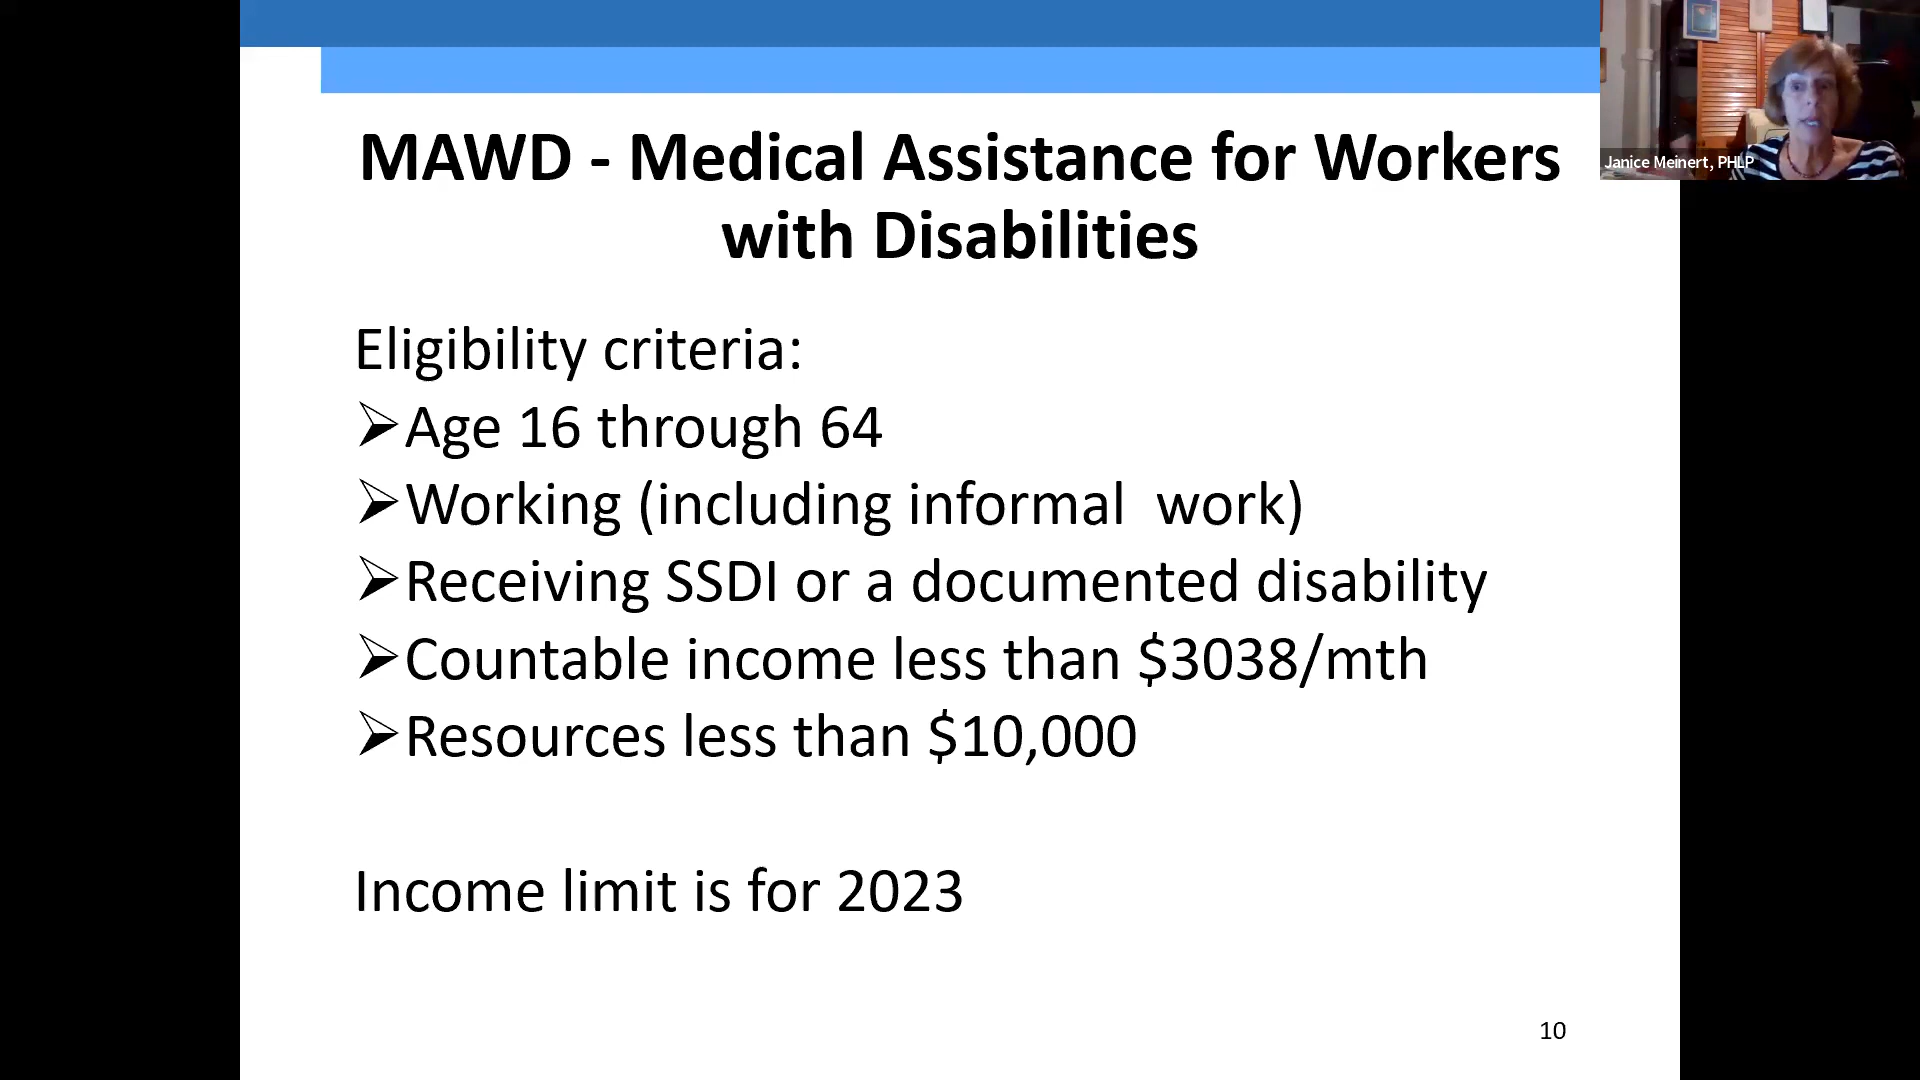 MAWD - Medical Assistance for Workers
with Disabilities
Janice Meinert, PHLP
Eligibility criteria:
➢Age 16 through 64
➢Working (including informal  work)
➢Receiving SSDI or a documented disability
➢Countable income less than $3038/mth
➢Resources less than $10,000
Income limit is for 2023
10